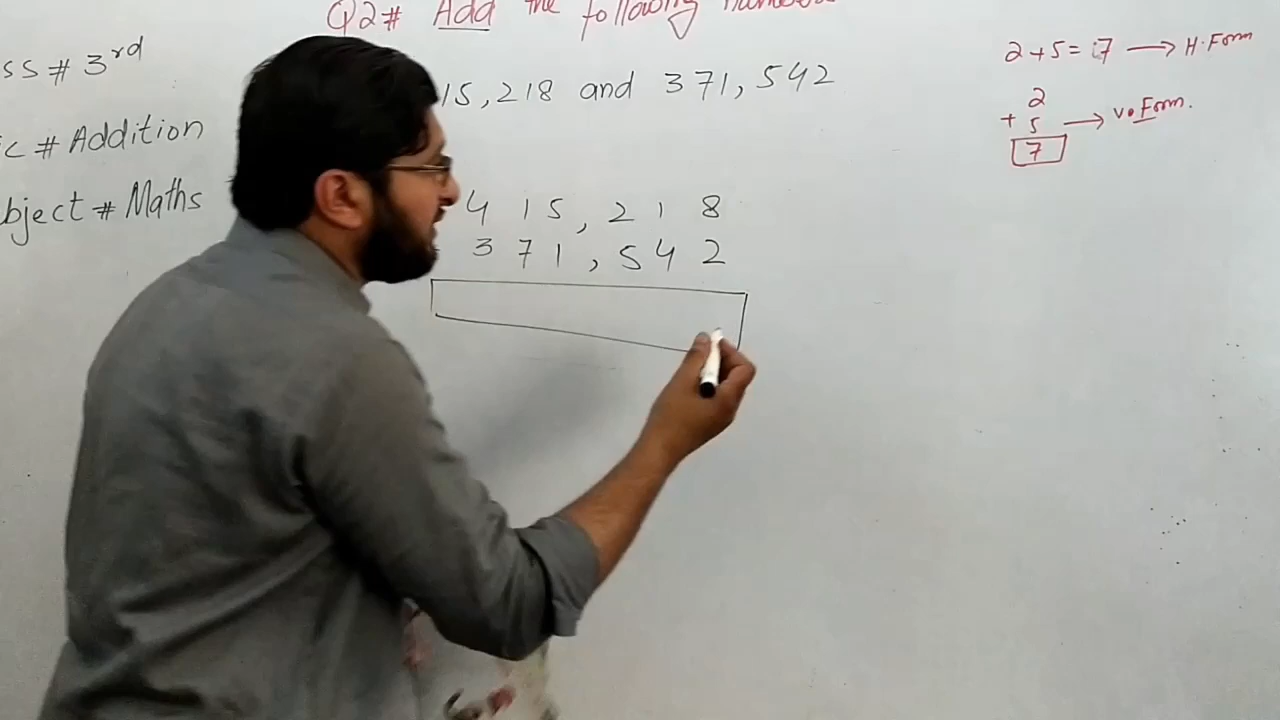 Q2# Add the following numbers
ss # 3rd
15,218 and 371,542
c # Addition
bject # Maths
4 1 5 , 2 1 8
3 7 1 , 5 4 2
2+5=7 → H.Form
2
+ 5 → v.Form.
7